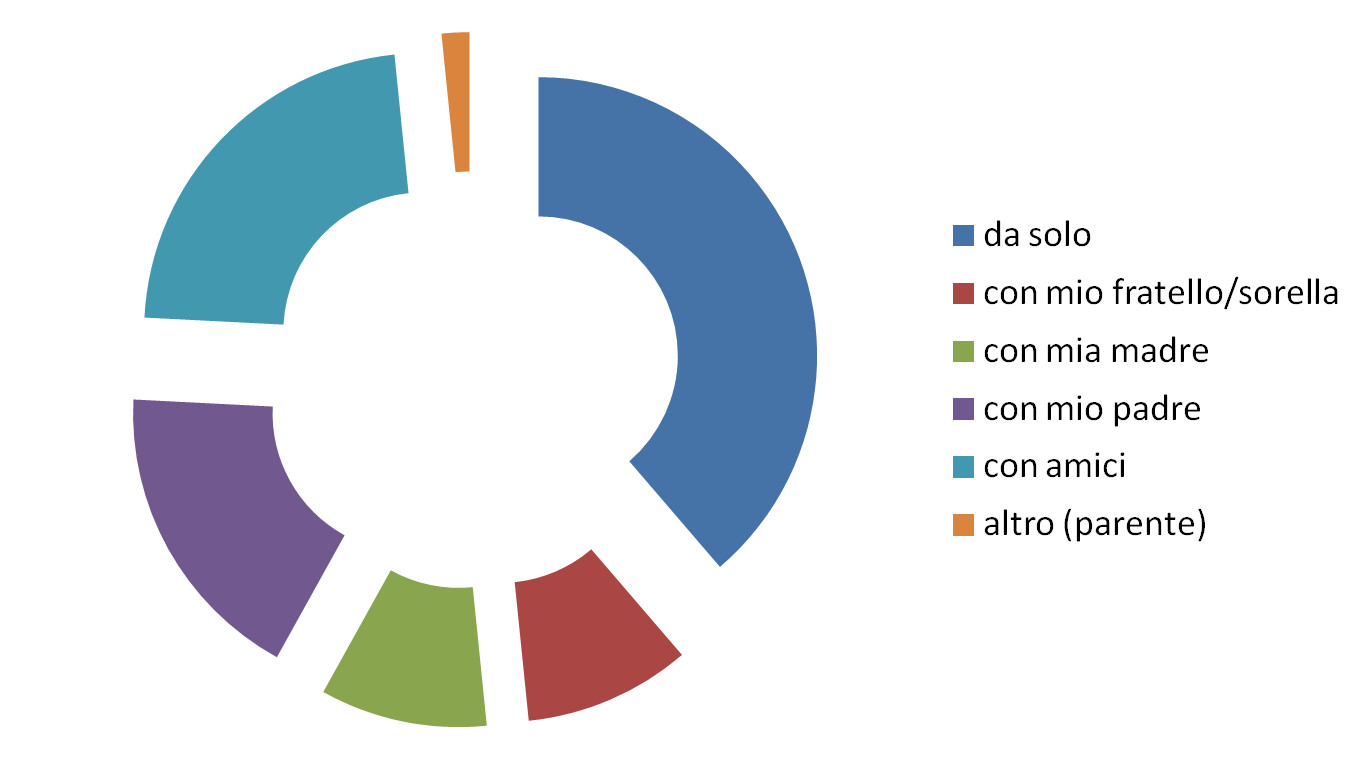 da solo
con mio fratello/sorella
con mia madre
con mio padre
con amici
altro (parente)